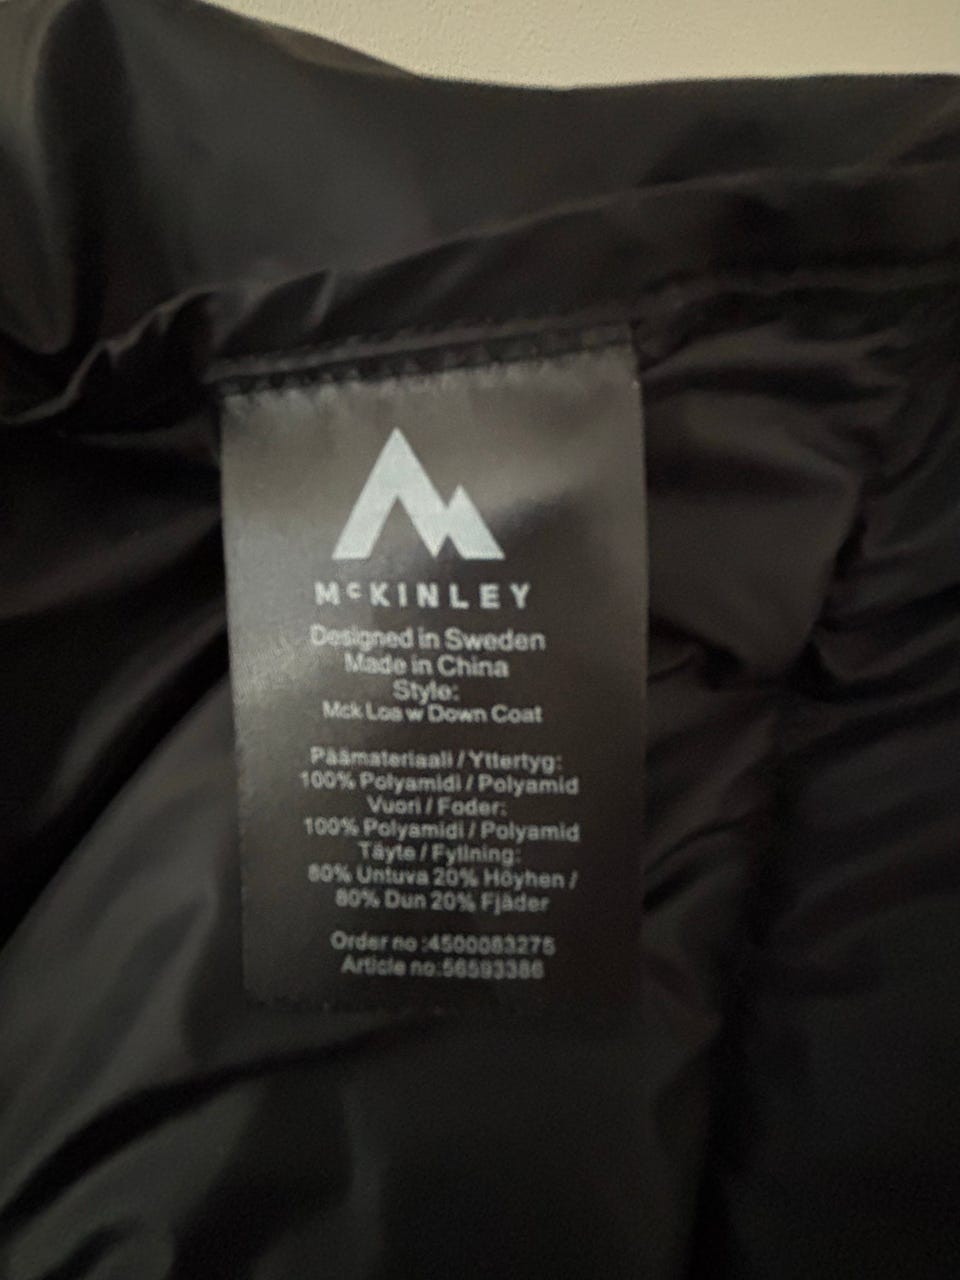 McKINLEY
Designed in Sweden
Made in China
Style:
Mck Loa w Down Coat
Päämateriaali / Yttertyg:
100% Polyamidi / Polyamid
Vuori / Foder:
100% Polyamidi / Polyamid
Täyte / Fyllning:
80% Untuva 20% Höyhen /
80% Dun 20% Fjäder
Order no :4500083275
Article no:56593386